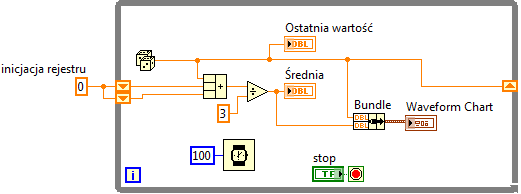 Ostatnia wartość
DBL
inicjacja rejestru
0
Średnia
+
÷
DBL
3
Bundle
Waveform Chart
DBL
DBL
100
stop
TF
i